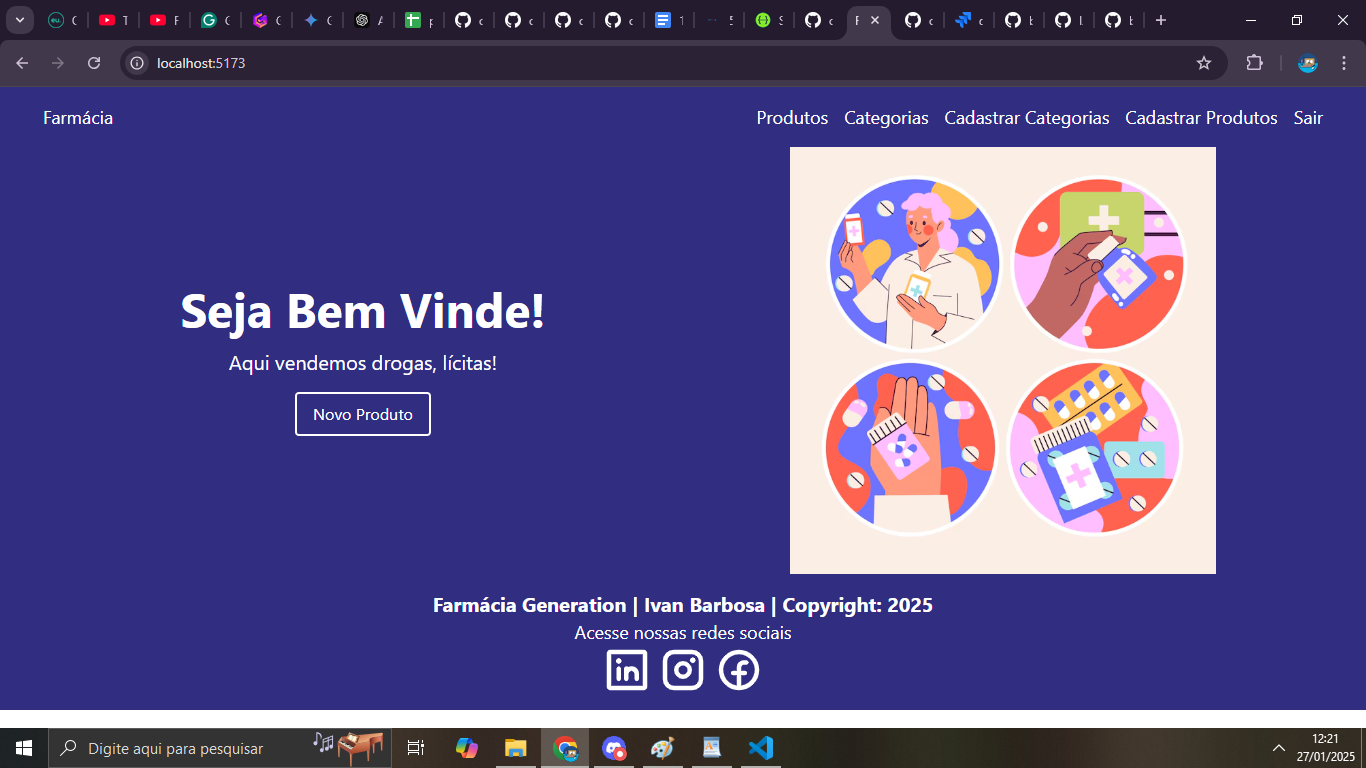 localhost:5173
Farmácia
Produtos Categorias Cadastrar Categorias Cadastrar Produtos Sair
Seja Bem Vinde!
Aqui vendemos drogas, lícitas!
Novo Produto
Farmácia Generation | Ivan Barbosa | Copyright: 2025
Acesse nossas redes sociais
in
Digite aqui para pesquisar
12:21
27/01/2025